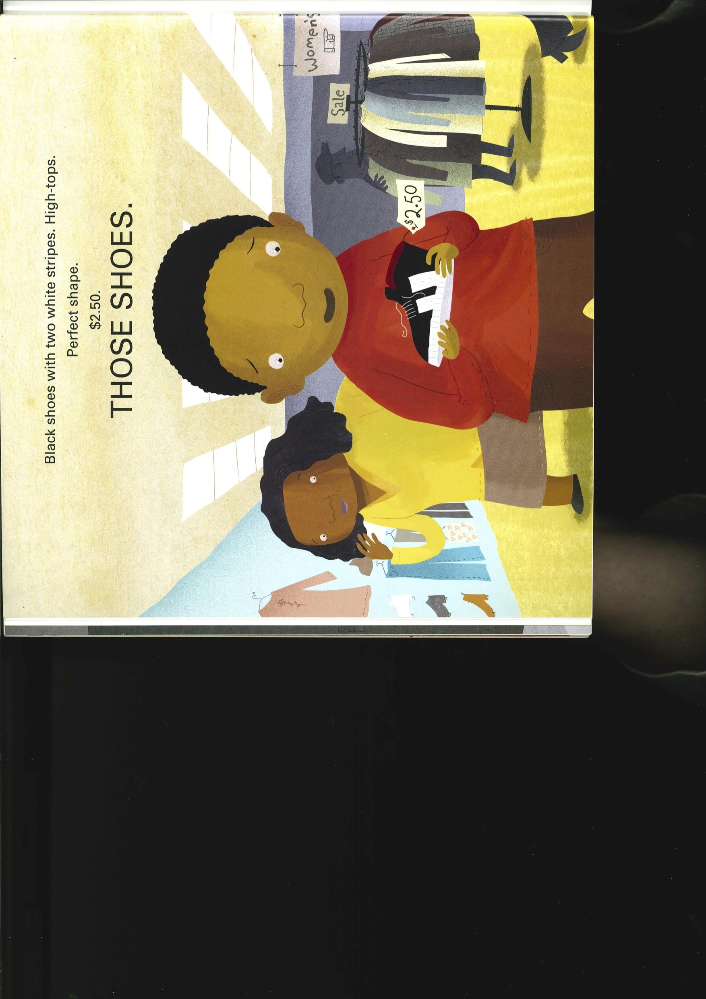 Black shoes with two white stripes. High-tops.
Perfect shape.
$2.50.
THOSE SHOES.
Women's
Sale
$2.50